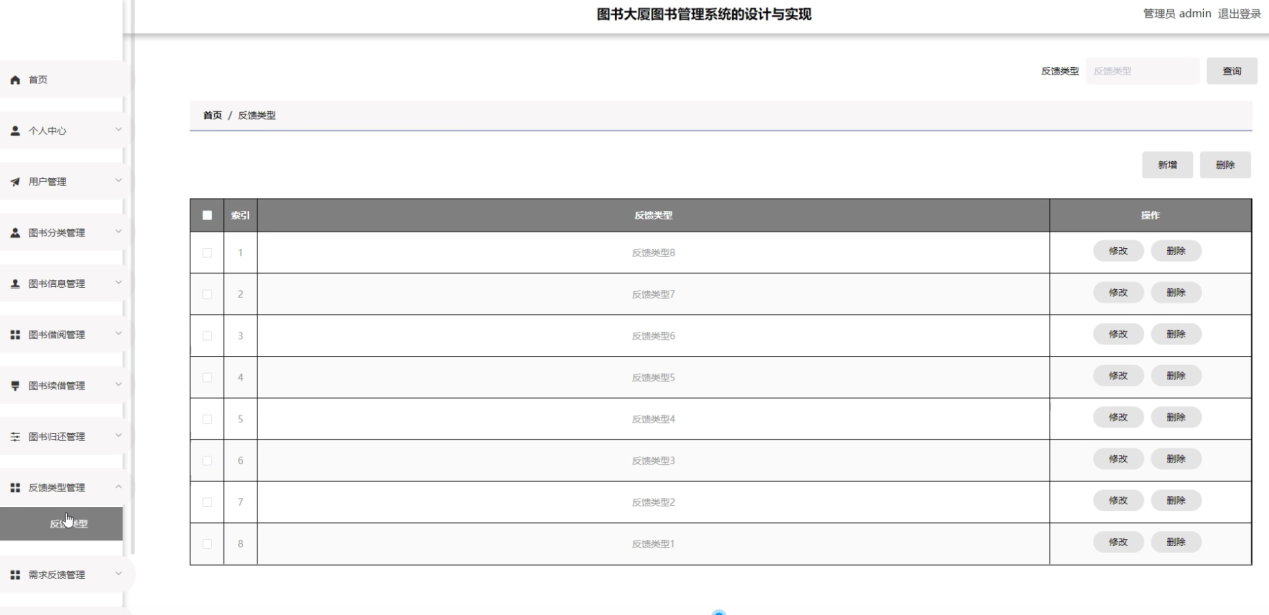 图书大厦图书管理系统的设计与实现
管理员 admin 退出登录
首页
个人中心
用户管理
图书分类管理
图书信息管理
图书借阅管理
图书续借管理
图书归还管理
反馈类型管理
反馈类型
需求反馈管理
反馈类型 反馈类型 查询
首页 / 反馈类型
新增 删除
索引 反馈类型 操作
1 反馈类型8 修改 删除
2 反馈类型7 修改 删除
3 反馈类型6 修改 删除
4 反馈类型5 修改 删除
5 反馈类型4 修改 删除
6 反馈类型3 修改 删除
7 反馈类型2 修改 删除
8 反馈类型1 修改 删除